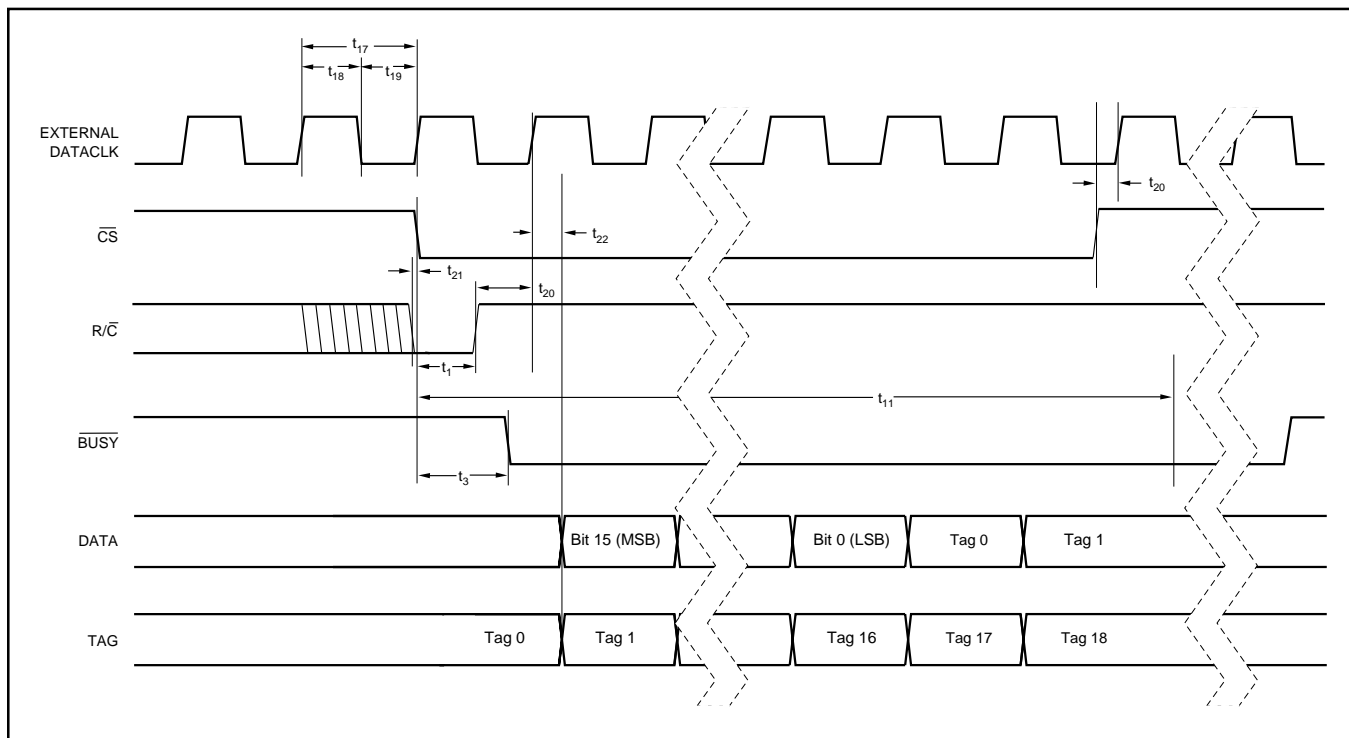 t17
t18 t19
EXTERNAL
DATACLK
t20
CS
t22
t21
t20
R/C
t1
t11
BUSY
t3
DATA
Bit 15 (MSB) Bit 0 (LSB) Tag 0 Tag 1
TAG
Tag 0 Tag 1 Tag 16 Tag 17 Tag 18